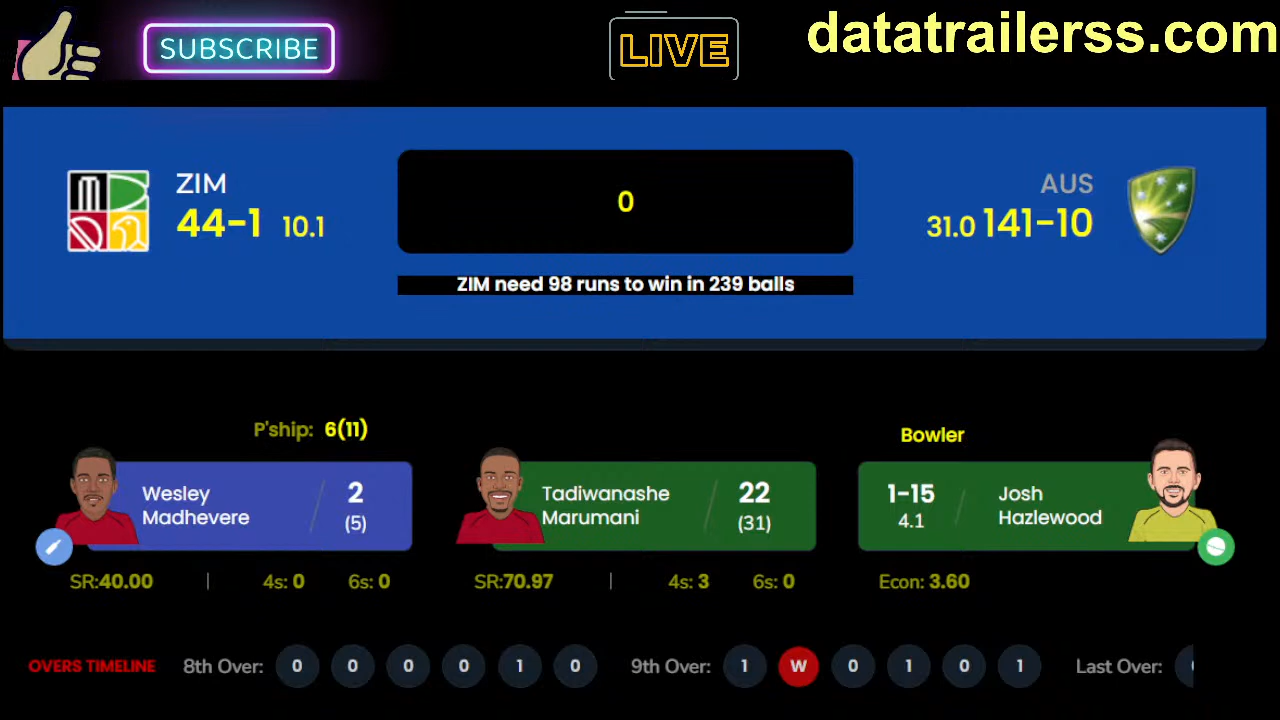 SUBSCRIBE
LIVE
datatrailerss.com
ZIM
44-1 10.1
0
AUS
31.0 141-10
ZIM need 98 runs to win in 239 balls
P'ship: 6(11)
Bowler
Wesley
Madhevere
2
(5)
Tadiwanashe
Marumani
22
(31)
1-15
4.1
Josh
Hazlewood
SR:40.00 | 4s: 0 6s: 0
SR:70.97 | 4s: 3 6s: 0
Econ: 3.60
OVERS TIMELINE 8th Over: 0 0 0 0 1 0 9th Over: 1 W 0 1 0 1 Last Over: